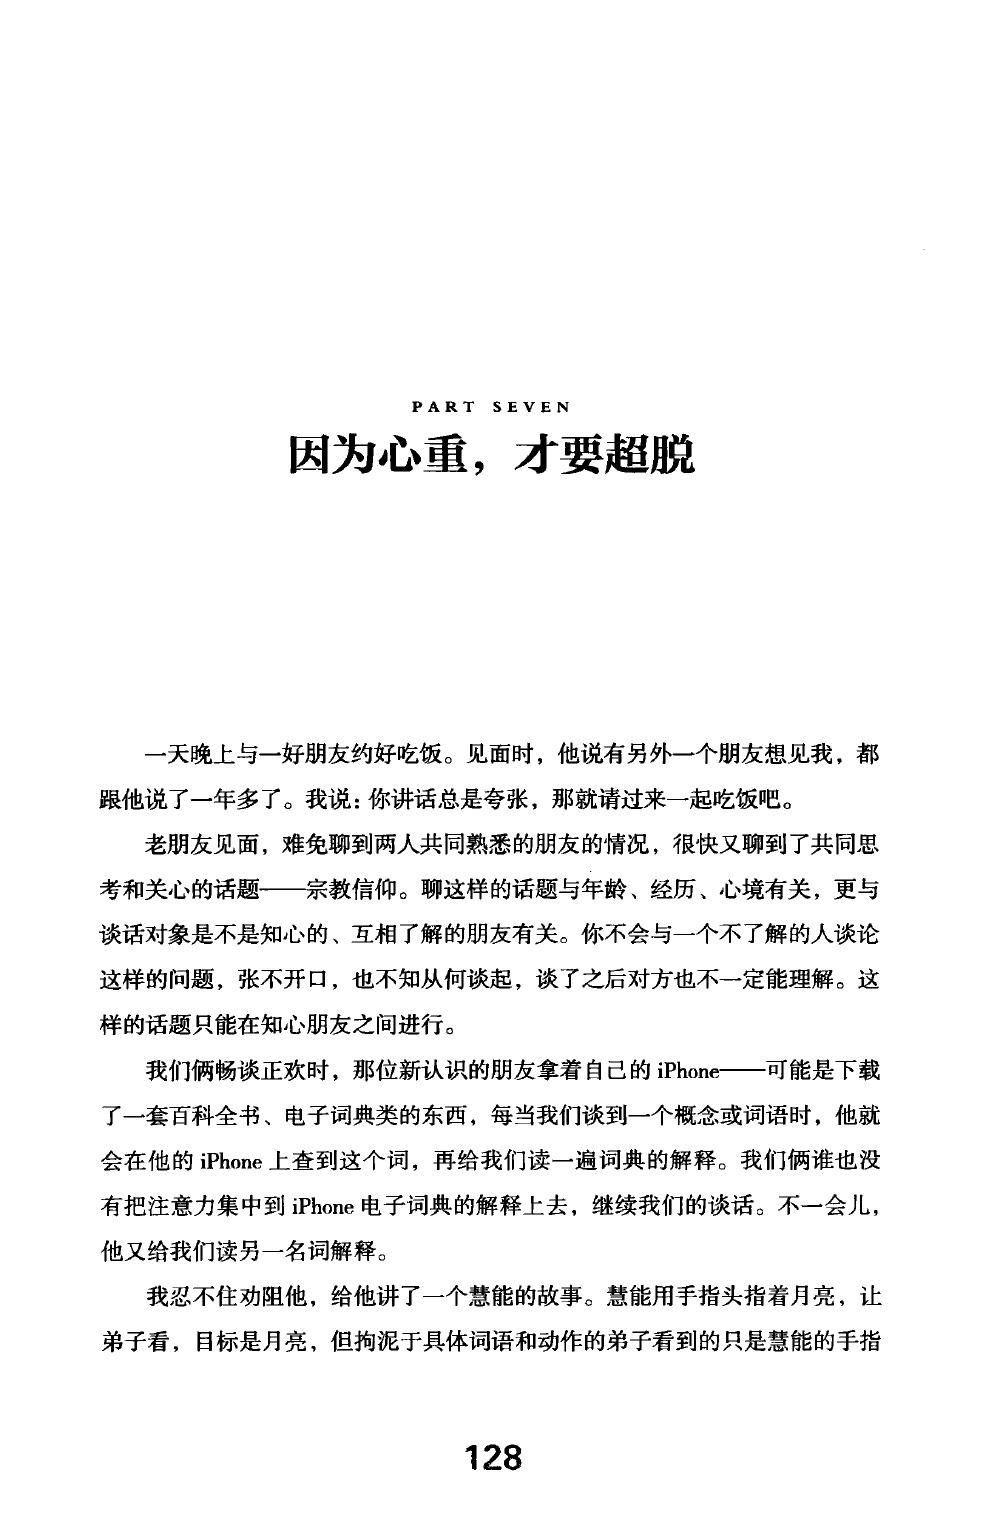 PART SEVEN
因为心重，才要超脱
一天晚上与一好朋友约好吃饭。见面时，他说有另外一个朋友想见我，都
跟他说了一年多了。我说：你讲话总是夸张，那就请过来一起吃饭吧。
老朋友见面，难免聊到两人共同熟悉的朋友的情况，很快又聊到了共同思
考和关心的话题——宗教信仰。聊这样的话题与年龄、经历、心境有关，更与
谈话对象是不是知心的、互相了解的朋友有关。你不会与一个不了解的人谈论
这样的问题，张不开口，也不知从何谈起，谈了之后对方也不一定能理解。这
样的话题只能在知心朋友之间进行。
我们俩畅谈正欢时，那位新认识的朋友拿着自己的 iPhone——可能是下载
了一套百科全书、电子词典类的东西，每当我们谈到一个概念或词语时，他就
会在他的 iPhone 上查到这个词，再给我们读一遍词典的解释。我们俩谁也没
有把注意力集中到 iPhone 电子词典的解释上去，继续我们的谈话。不一会儿，
他又给我们读另一名词解释。
我忍不住劝阻他，给他讲了一个慧能的故事。慧能用手指头指着月亮，让
弟子看，目标是月亮，但拘泥于具体词语和动作的弟子看到的只是慧能的手指
128